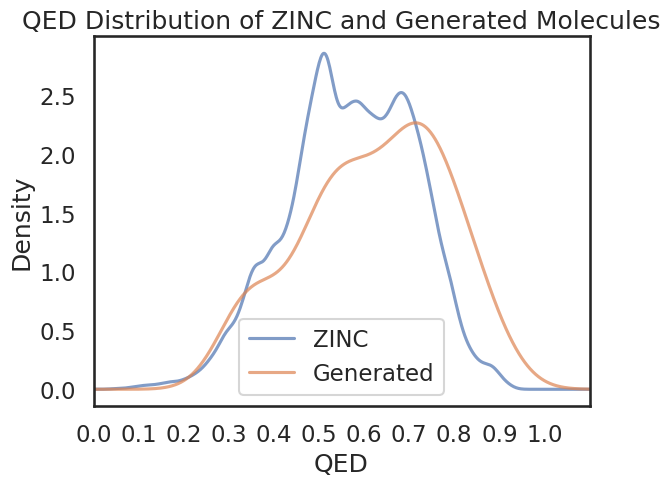 QED Distribution of ZINC and Generated Molecules
Density
2.5
2.0
1.5
1.0
0.5
0.0
ZINC
Generated
0.0 0.1 0.2 0.3 0.4 0.5 0.6 0.7 0.8 0.9 1.0
QED